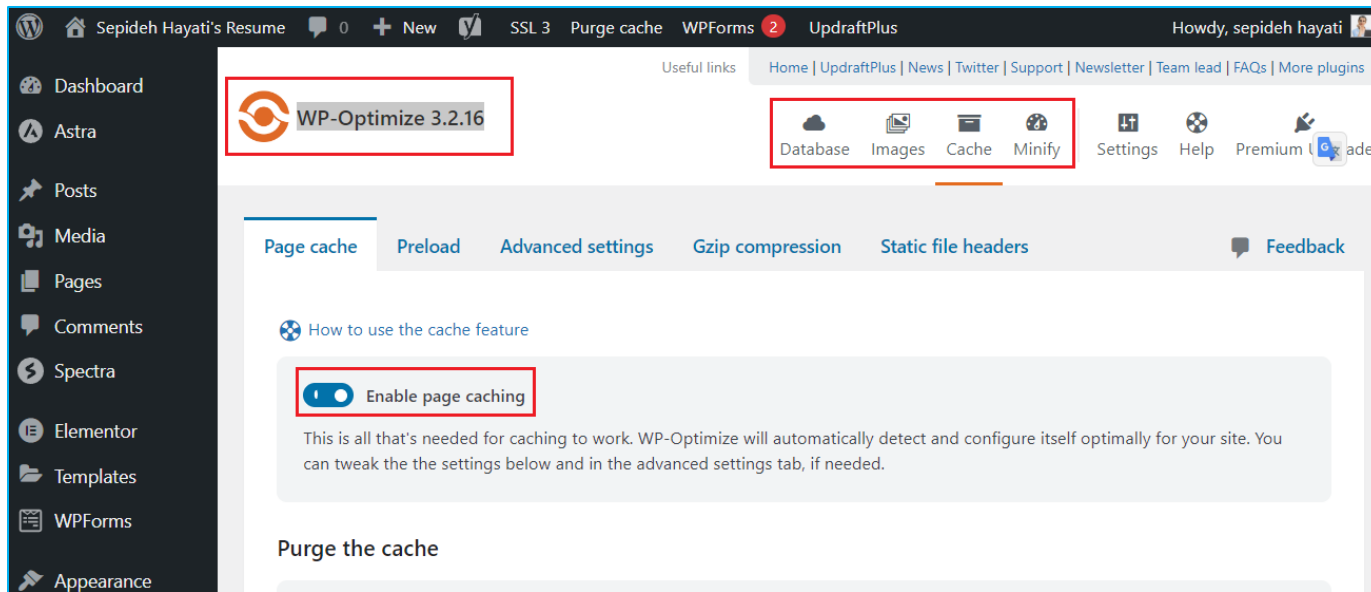 Sepideh Hayati's Resume 0 New SSL 3 Purge cache WPForms 2 UpdraftPlus Howdy, sepideh hayati
Useful links Home | UpdraftPlus | News | Twitter | Support | Newsletter | Team lead | FAQs | More plugins
Dashboard
Astra
Posts
Media
Pages
Comments
Spectra
Elementor
Templates
WPForms
Appearance
WP-Optimize 3.2.16
Database Images Cache Minify Settings Help Premium
Page cache Preload Advanced settings Gzip compression Static file headers Feedback
How to use the cache feature
Enable page caching
This is all that's needed for caching to work. WP-Optimize will automatically detect and configure itself optimally for your site. You
can tweak the the settings below and in the advanced settings tab, if needed.
Purge the cache